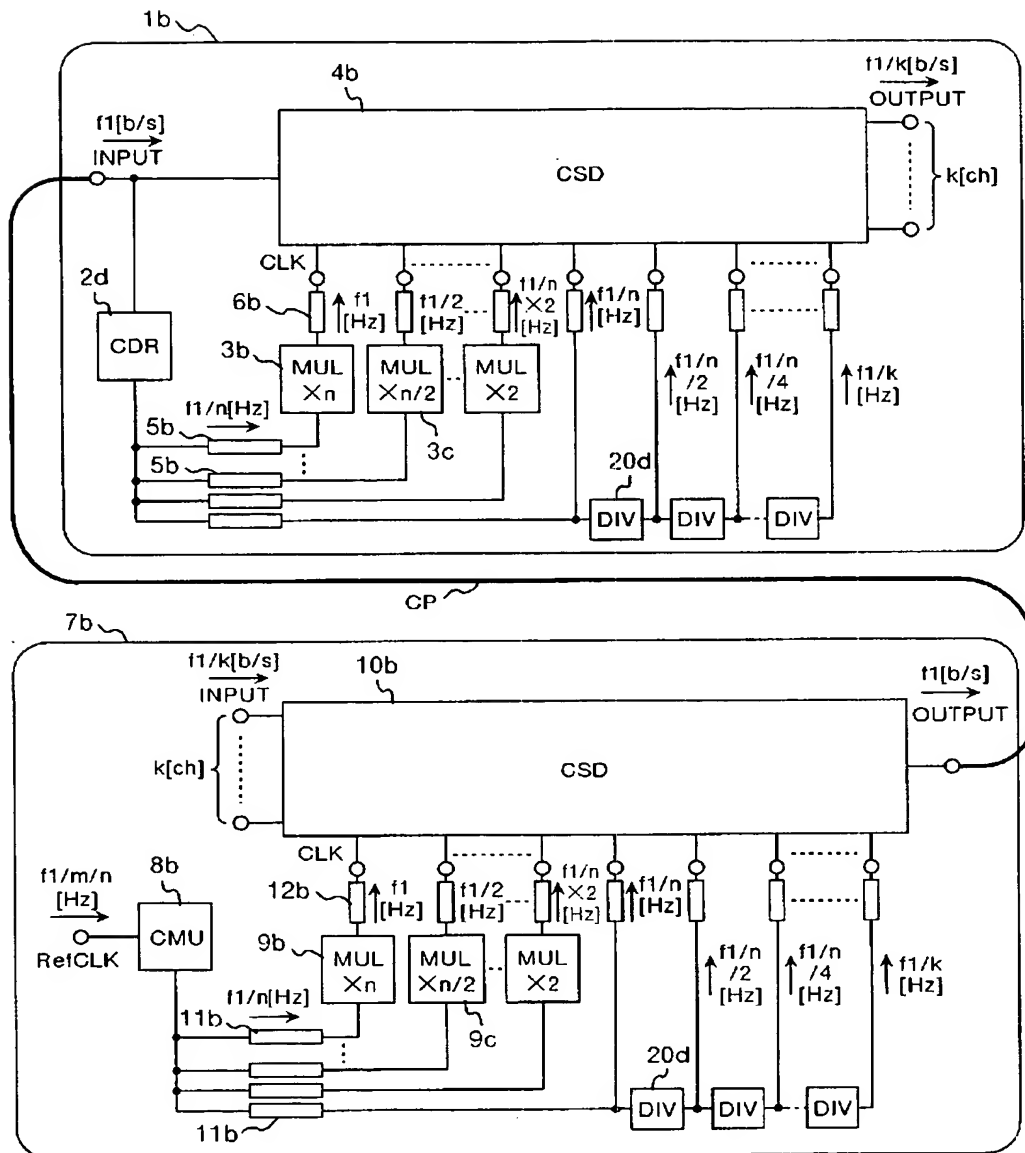 1b
f1[b/s]
INPUT
4b
CSD
f1/k[b/s]
OUTPUT
k[ch]
CLK
2d
CDR
6b
f1
[Hz]
f1/2
[Hz]
f1/n
×2
[Hz]
f1/n
[Hz]
3b
MUL
×n
MUL
×n/2
MUL
×2
3c
f1/n
/2
[Hz]
f1/n
/4
[Hz]
f1/k
[Hz]
f1/n[Hz]
5b
5b
20d
DIV
DIV
DIV
CP
7b
f1/k[b/s]
INPUT
10b
k[ch]
CSD
f1[b/s]
OUTPUT
CLK
f1/m/n
[Hz]
RefCLK
8b
CMU
12b
f1
[Hz]
f1/2
[Hz]
f1/n
×2
[Hz]
f1/n
[Hz]
9b
MUL
×n
MUL
×n/2
MUL
×2
9c
f1/n
/2
[Hz]
f1/n
/4
[Hz]
f1/k
[Hz]
f1/n[Hz]
11b
11b
20d
DIV
DIV
DIV